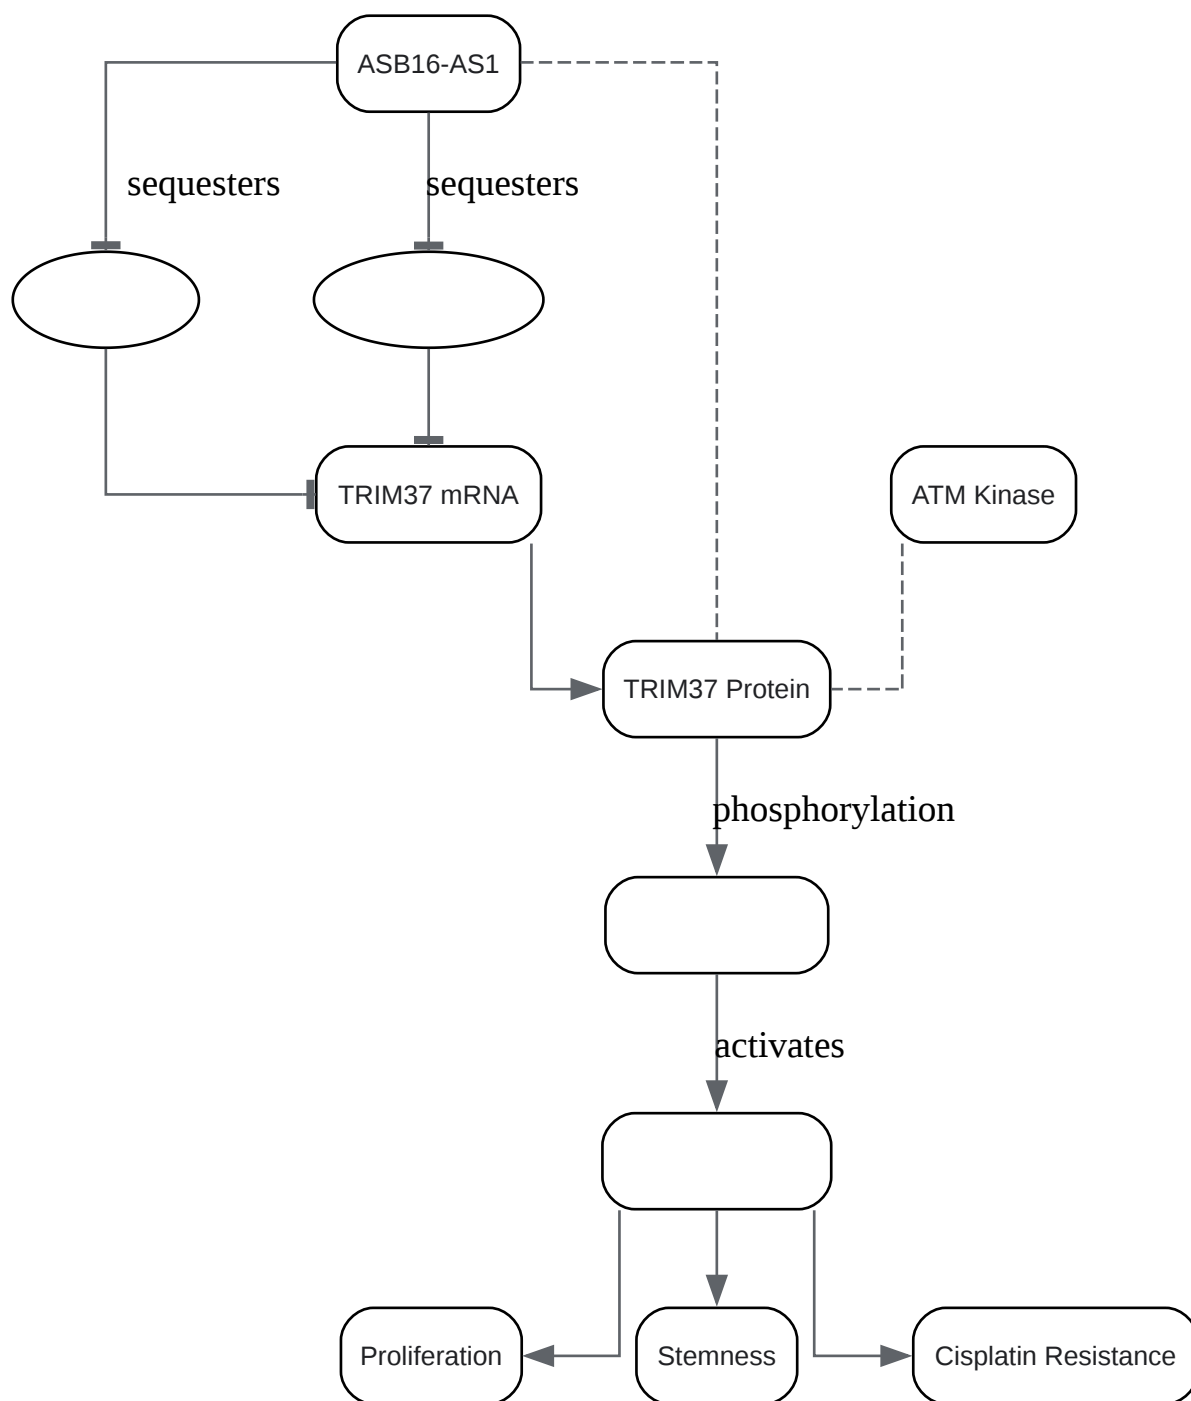 ASB16-AS1
sequesters
sequesters
TRIM37 mRNA
ATM Kinase
TRIM37 Protein
phosphorylation
activates
Proliferation
Stemness
Cisplatin Resistance